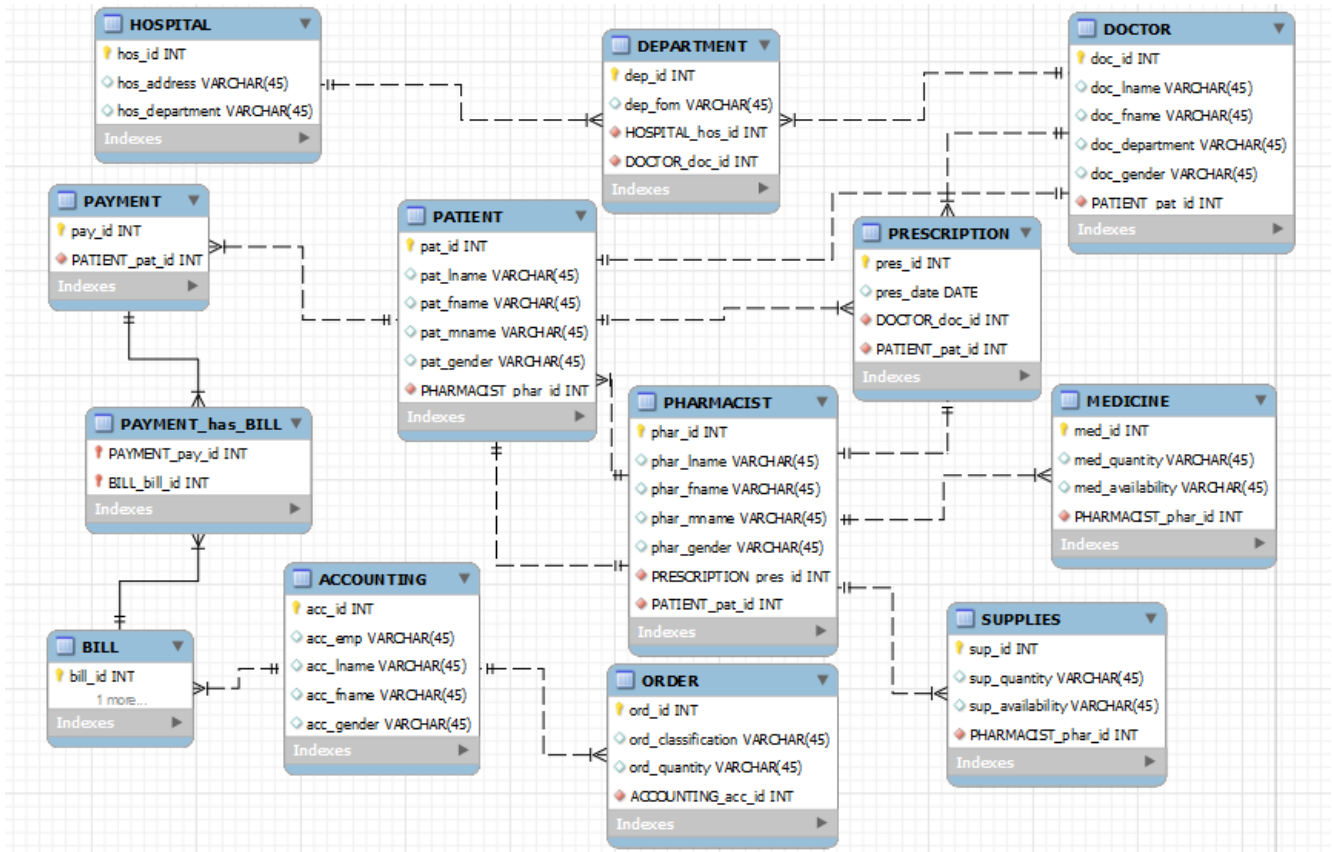 HOSPITAL
hos_id INT
hos_address VARCHAR(45)
hos_department VARCHAR(45)
Indexes
DEPARTMENT
dep_id INT
dep_fom VARCHAR(45)
HOSPITAL_hos_id INT
DOCTOR_doc_id INT
Indexes
DOCTOR
doc_id INT
doc_lname VARCHAR(45)
doc_fname VARCHAR(45)
doc_department VARCHAR(45)
doc_gender VARCHAR(45)
PATIENT_pat_id INT
Indexes
PAYMENT
pay_id INT
PATIENT_pat_id INT
Indexes
PATIENT
pat_id INT
pat_lname VARCHAR(45)
pat_fname VARCHAR(45)
pat_mname VARCHAR(45)
pat_gender VARCHAR(45)
PHARMACIST_phar_id INT
Indexes
PRESCRIPTION
pres_id INT
pres_date DATE
DOCTOR_doc_id INT
PATIENT_pat_id INT
Indexes
PAYMENT_has_BILL
PAYMENT_pay_id INT
BILL_bill_id INT
Indexes
PHARMACIST
phar_id INT
phar_lname VARCHAR(45)
phar_fname VARCHAR(45)
phar_mname VARCHAR(45)
phar_gender VARCHAR(45)
PRESCRIPTION_pres_id INT
PATIENT_pat_id INT
Indexes
MEDICINE
med_id INT
med_quantity VARCHAR(45)
med_availability VARCHAR(45)
PHARMACIST_phar_id INT
Indexes
BILL
bill_id INT
1 more...
Indexes
ACCOUNTING
acc_id INT
acc_emp VARCHAR(45)
acc_lname VARCHAR(45)
acc_fname VARCHAR(45)
acc_gender VARCHAR(45)
Indexes
ORDER
ord_id INT
ord_classification VARCHAR(45)
ord_quantity VARCHAR(45)
ACCOUNTING_acc_id INT
Indexes
SUPPLIES
sup_id INT
sup_quantity VARCHAR(45)
sup_availability VARCHAR(45)
PHARMACIST_phar_id INT
Indexes